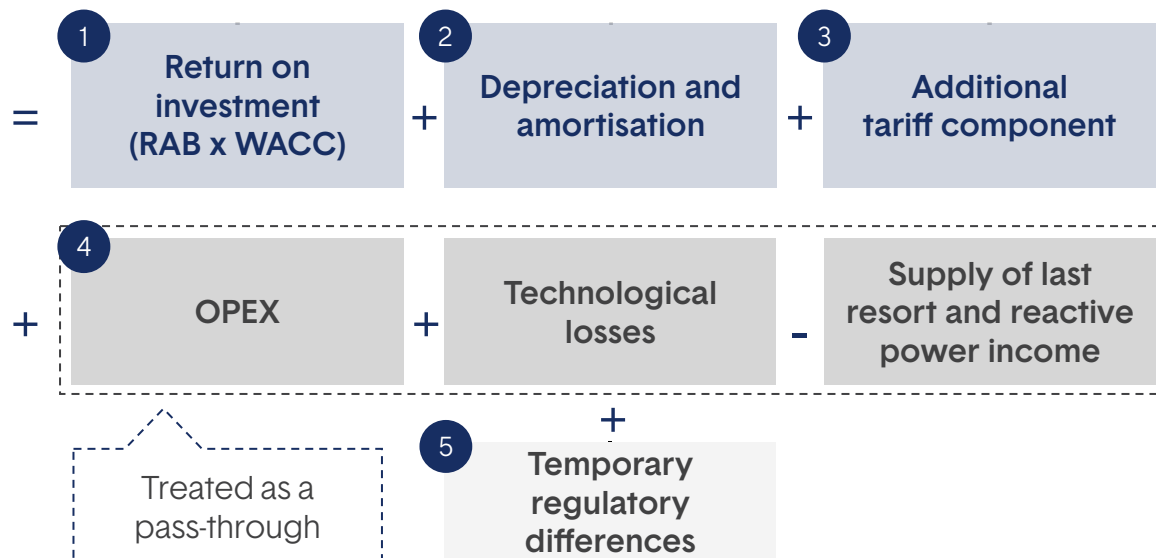 1
Return on
investment
(RAB x WACC)
2
Depreciation and
amortisation
3
Additional
tariff component
=
+
+
4
OPEX
Technological
losses
Supply of last
resort and reactive
power income
+
+
-
+
Treated as a
pass-through
5
Temporary
regulatory
differences